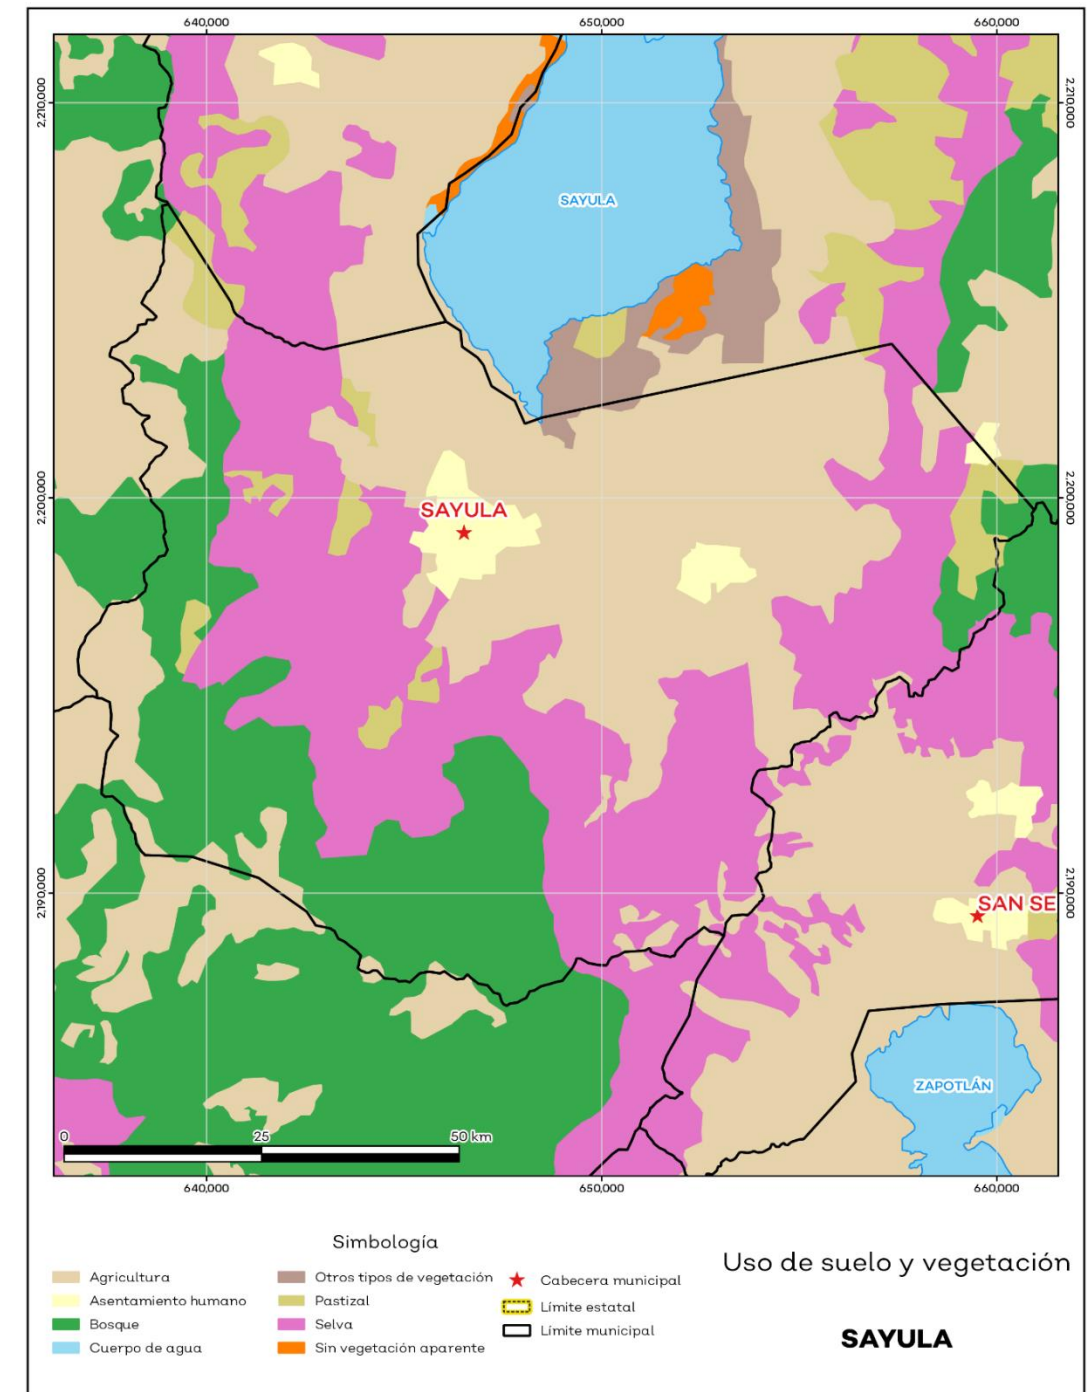 640,000 650,000 660,000
2,210,000 2,210,000
SAYULA
SAYULA
2,200,000 2,200,000
2,190,000 2,190,000
SAN SE
ZAPOTLÁN
0 25 50 km
640,000 650,000 660,000
Simbología
Agricultura
Asentamiento humano
Bosque
Cuerpo de agua
Otros tipos de vegetación
Pastizal
Selva
Sin vegetación aparente
Cabecera municipal
Límite estatal
Límite municipal
Uso de suelo y vegetación
SAYULA